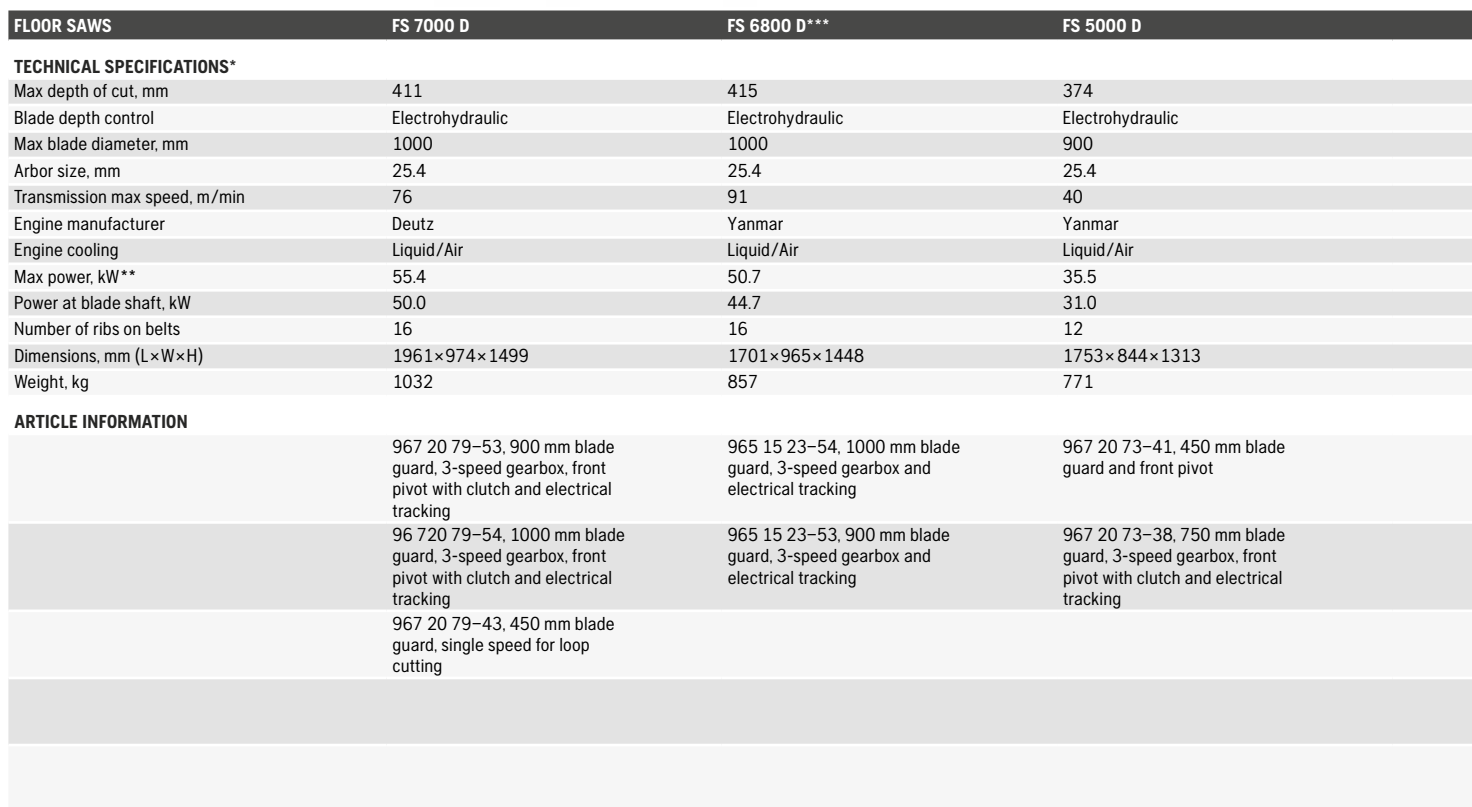 FLOOR SAWS FS 7000 D FS 6800 D*** FS 5000 D
TECHNICAL SPECIFICATIONS*
Max depth of cut, mm 411 415 374
Blade depth control Electrohydraulic Electrohydraulic Electrohydraulic
Max blade diameter, mm 1000 1000 900
Arbor size, mm 25.4 25.4 25.4
Transmission max speed, m/min 76 91 40
Engine manufacturer Deutz Yanmar Yanmar
Engine cooling Liquid/Air Liquid/Air Liquid/Air
Max power, kW** 55.4 50.7 35.5
Power at blade shaft, kW 50.0 44.7 31.0
Number of ribs on belts 16 16 12
Dimensions, mm (L×W×H) 1961×974×1499 1701×965×1448 1753×844×1313
Weight, kg 1032 857 771
ARTICLE INFORMATION
967 20 79–53, 900 mm blade
guard, 3-speed gearbox, front
pivot with clutch and electrical
tracking
965 15 23–54, 1000 mm blade
guard, 3-speed gearbox and
electrical tracking
967 20 73–41, 450 mm blade
guard and front pivot
96 720 79–54, 1000 mm blade
guard, 3-speed gearbox, front
pivot with clutch and electrical
tracking
965 15 23–53, 900 mm blade
guard, 3-speed gearbox and
electrical tracking
967 20 73–38, 750 mm blade
guard, 3-speed gearbox, front
pivot with clutch and electrical
tracking
967 20 79–43, 450 mm blade
guard, single speed for loop
cutting